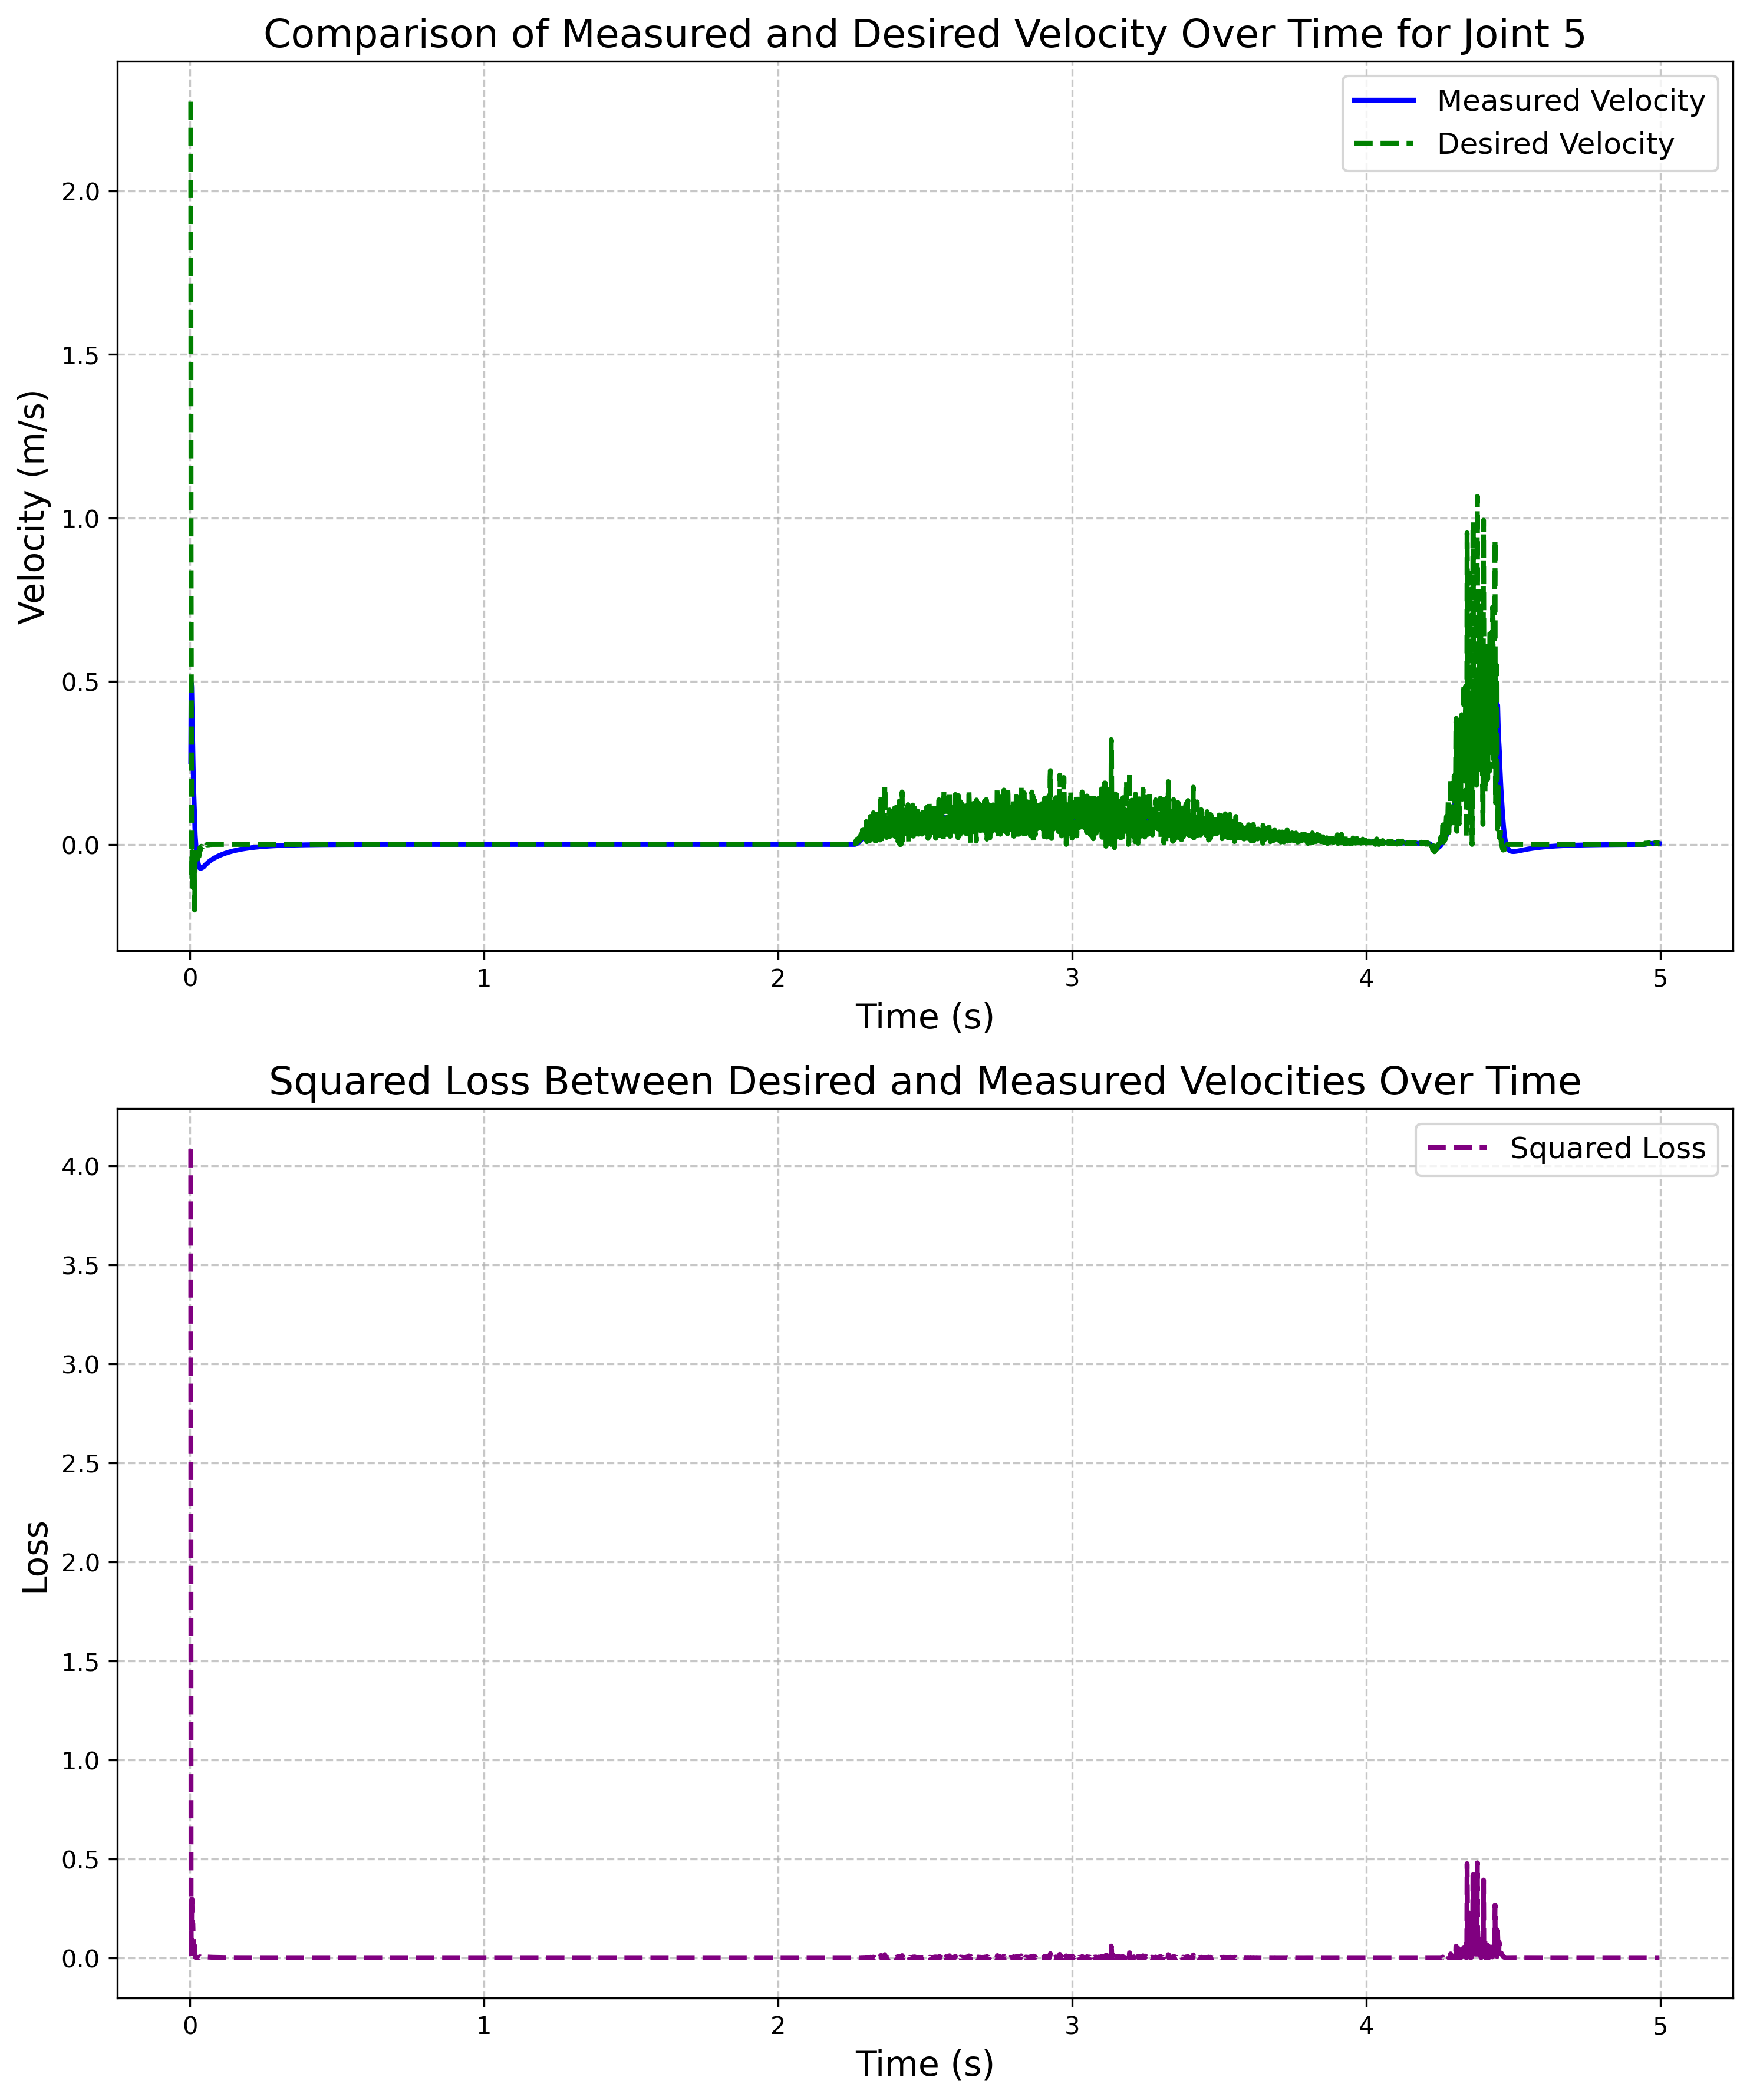 Comparison of Measured and Desired Velocity Over Time for Joint 5
Measured Velocity
Desired Velocity
Velocity (m/s)
2.0
1.5
1.0
0.5
0.0
0 1 2 3 4 5
Time (s)
Squared Loss Between Desired and Measured Velocities Over Time
Squared Loss
Loss
4.0
3.5
3.0
2.5
2.0
1.5
1.0
0.5
0.0
0 1 2 3 4 5
Time (s)